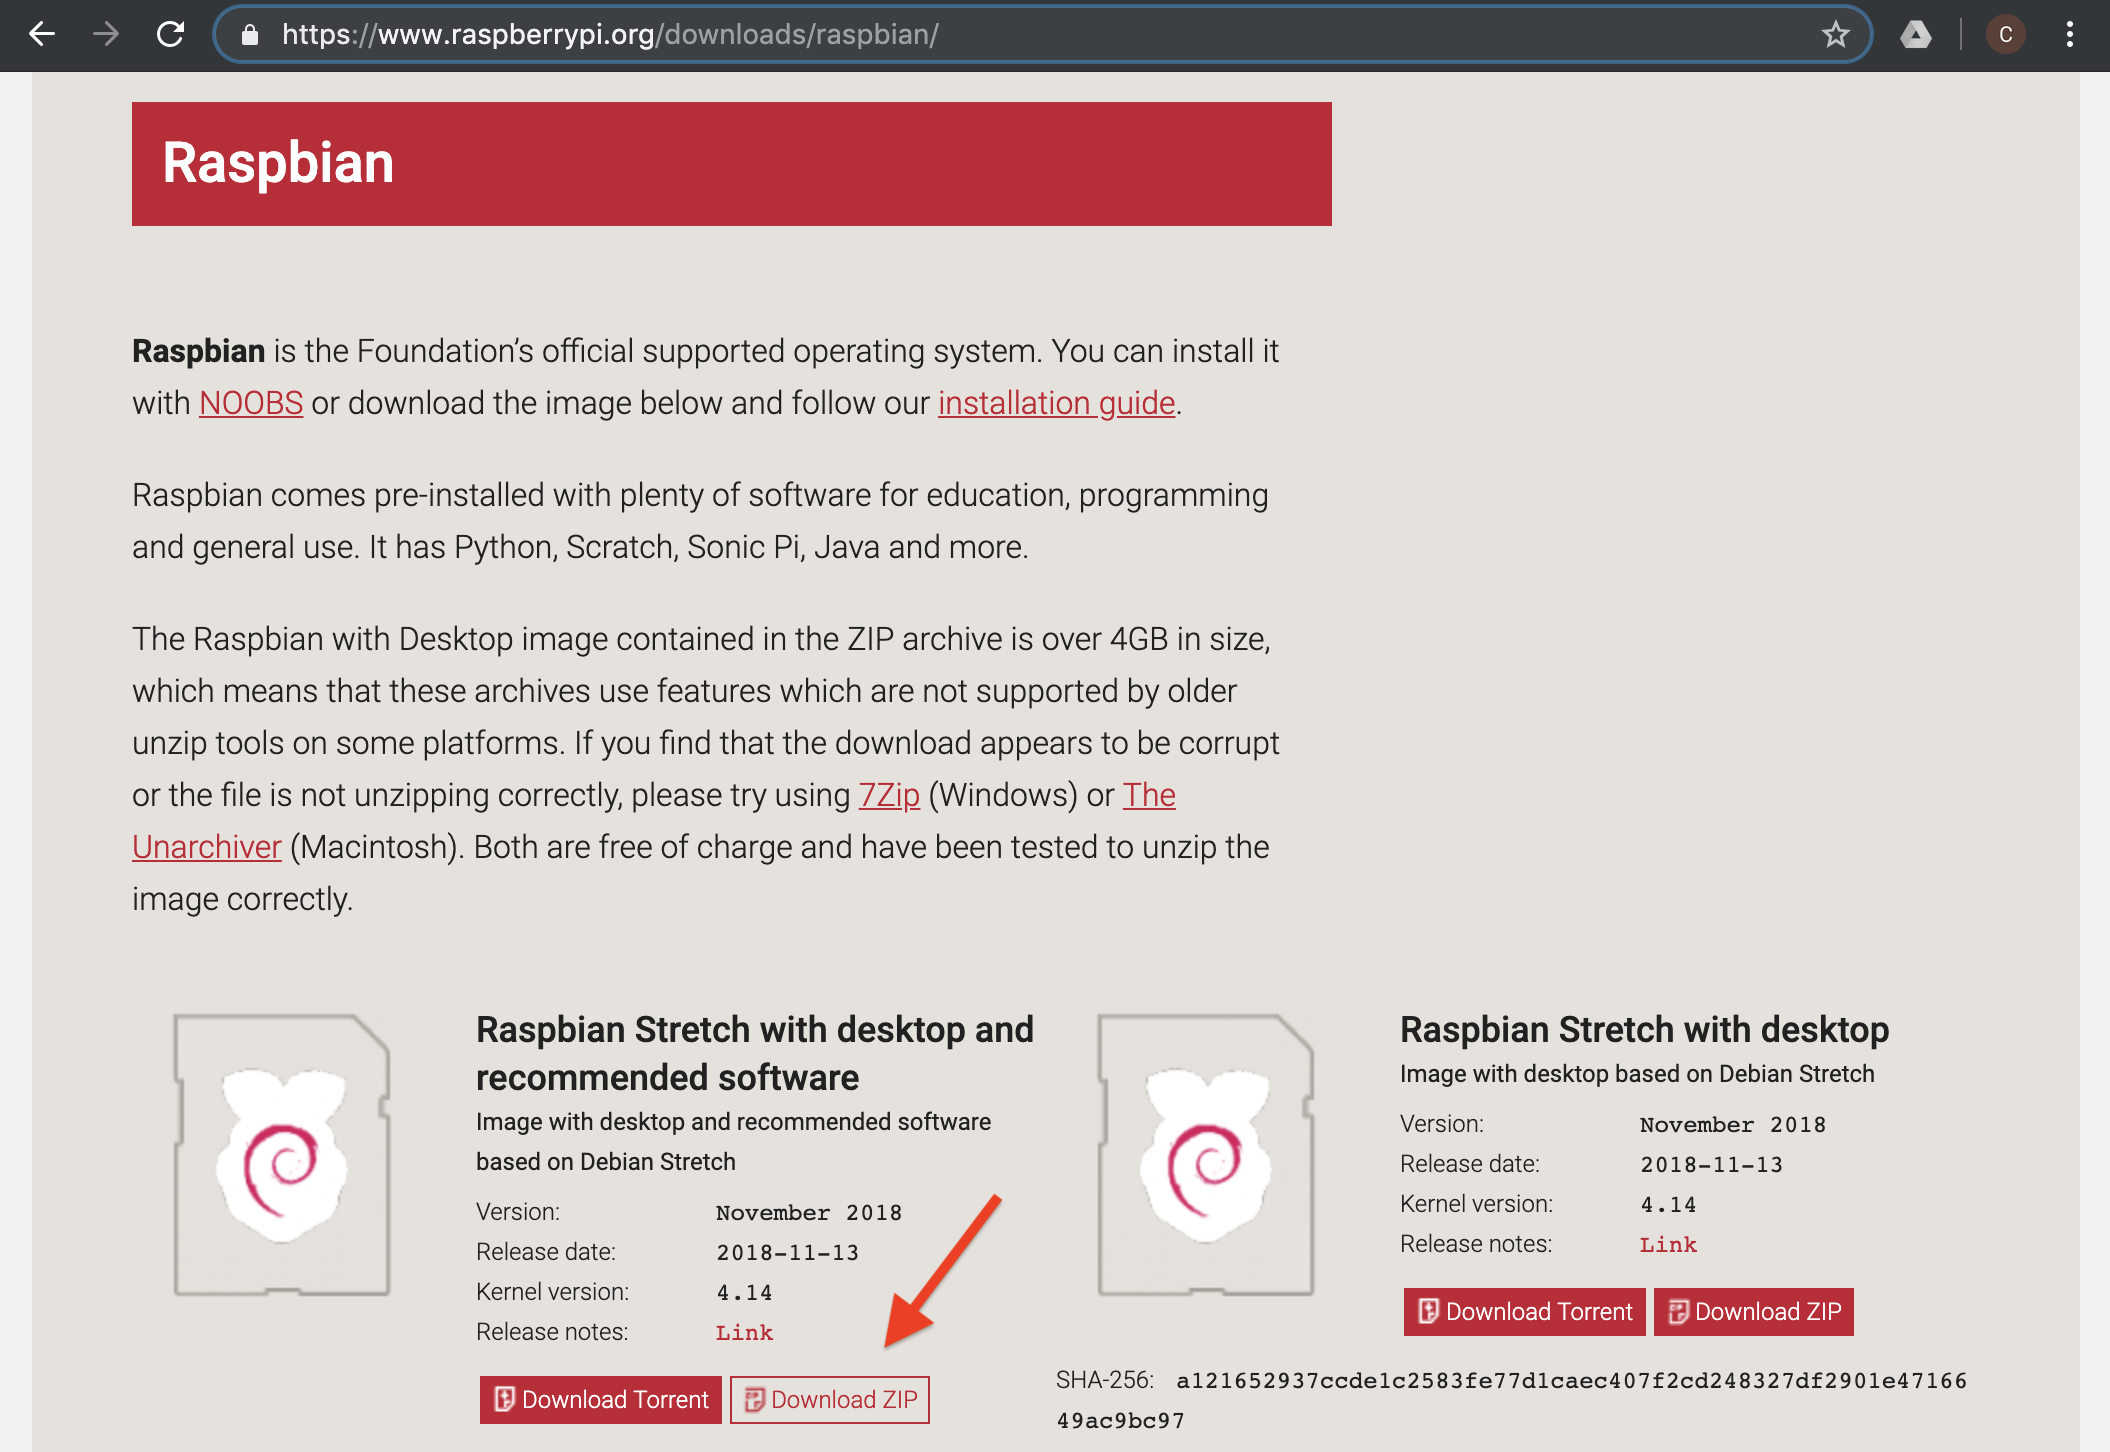 https://www.raspberrypi.org/downloads/raspbian/
C
Raspbian
Raspbian is the Foundation’s official supported operating system. You can install it
with NOOBS or download the image below and follow our installation guide.
Raspbian comes pre-installed with plenty of software for education, programming
and general use. It has Python, Scratch, Sonic Pi, Java and more.
The Raspbian with Desktop image contained in the ZIP archive is over 4GB in size,
which means that these archives use features which are not supported by older
unzip tools on some platforms. If you find that the download appears to be corrupt
or the file is not unzipping correctly, please try using 7Zip (Windows) or The
Unarchiver (Macintosh). Both are free of charge and have been tested to unzip the
image correctly.
Raspbian Stretch with desktop and
recommended software
Image with desktop and recommended software
based on Debian Stretch
Version: November 2018
Release date: 2018-11-13
Kernel version: 4.14
Release notes: Link
Download Torrent Download ZIP
Raspbian Stretch with desktop
Image with desktop based on Debian Stretch
Version: November 2018
Release date: 2018-11-13
Kernel version: 4.14
Release notes: Link
Download Torrent Download ZIP
SHA-256: a121652937ccde1c2583fe77d1caec407f2cd248327df2901e47166
49ac9bc97